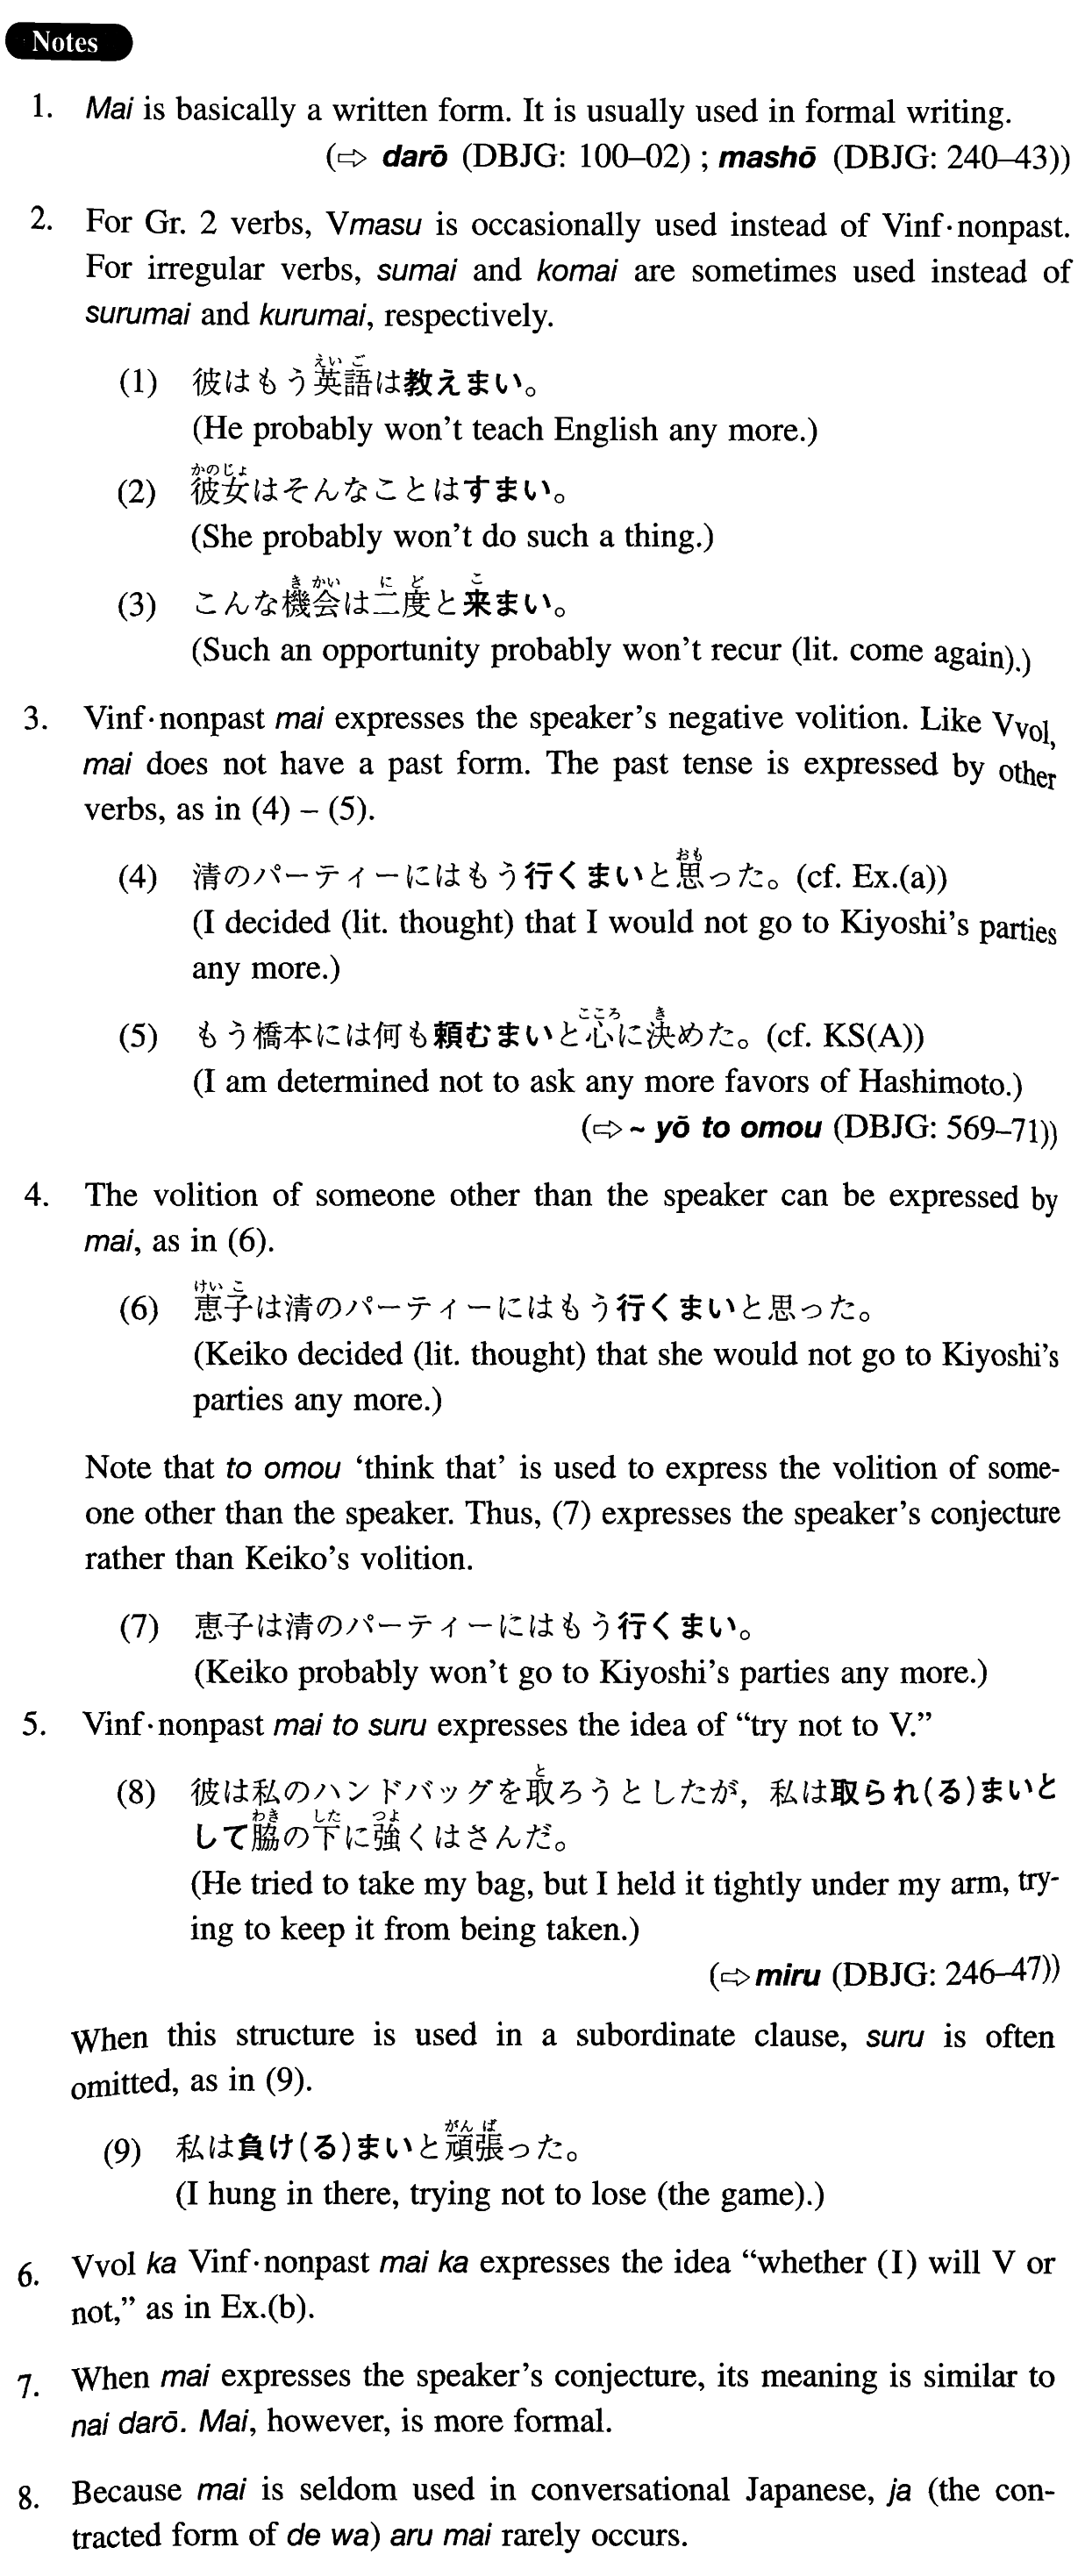 Notes
1. Mai is basically a written form. It is usually used in formal writing.
(⇨ darō (DBJG: 100–02) ; mashō (DBJG: 240–43))
2. For Gr. 2 verbs, Vmasu is occasionally used instead of Vinf·nonpast.
For irregular verbs, sumai and komai are sometimes used instead of
surumai and kurumai, respectively.
えい ご
(1) 彼はもう英語は教えまい。
(He probably won't teach English any more.)
かのじょ
(2) 彼女はそんなことはすまい。
(She probably won't do such a thing.)
き かい に ど こ
(3) こんな機会は二度と来まい。
(Such an opportunity probably won't recur (lit. come again).)
3. Vinf·nonpast mai expresses the speaker's negative volition. Like Vvol,
mai does not have a past form. The past tense is expressed by other
verbs, as in (4) – (5).
おも
(4) 清のパーティーにはもう行くまいと思った。(cf. Ex.(a))
(I decided (lit. thought) that I would not go to Kiyoshi's parties
any more.)
こころ き
(5) もう橋本には何も頼むまいと心に決めた。(cf. KS(A))
(I am determined not to ask any more favors of Hashimoto.)
(⇨ ~ yō to omou (DBJG: 569–71))
4. The volition of someone other than the speaker can be expressed by
mai, as in (6).
けい こ
(6) 恵子は清のパーティーにはもう行くまいと思った。
(Keiko decided (lit. thought) that she would not go to Kiyoshi's
parties any more.)
Note that to omou ‘think that’ is used to express the volition of some-
one other than the speaker. Thus, (7) expresses the speaker's conjecture
rather than Keiko's volition.
(7) 恵子は清のパーティーにはもう行くまい。
(Keiko probably won't go to Kiyoshi's parties any more.)
5. Vinf·nonpast mai to suru expresses the idea of “try not to V.”
と
(8) 彼は私のハンドバッグを取ろうとしたが，私は取られ(る)まいと
わき した つよ
して脇の下に強くはさんだ。
(He tried to take my bag, but I held it tightly under my arm, try-
ing to keep it from being taken.)
(⇨ miru (DBJG: 246–47))
When this structure is used in a subordinate clause, suru is often
omitted, as in (9).
がん ば
(9) 私は負け(る)まいと頑張った。
(I hung in there, trying not to lose (the game).)
6. Vvol ka Vinf·nonpast mai ka expresses the idea “whether (I) will V or
not,” as in Ex.(b).
7. When mai expresses the speaker's conjecture, its meaning is similar to
nai darō. Mai, however, is more formal.
8. Because mai is seldom used in conversational Japanese, ja (the con-
tracted form of de wa) aru mai rarely occurs.